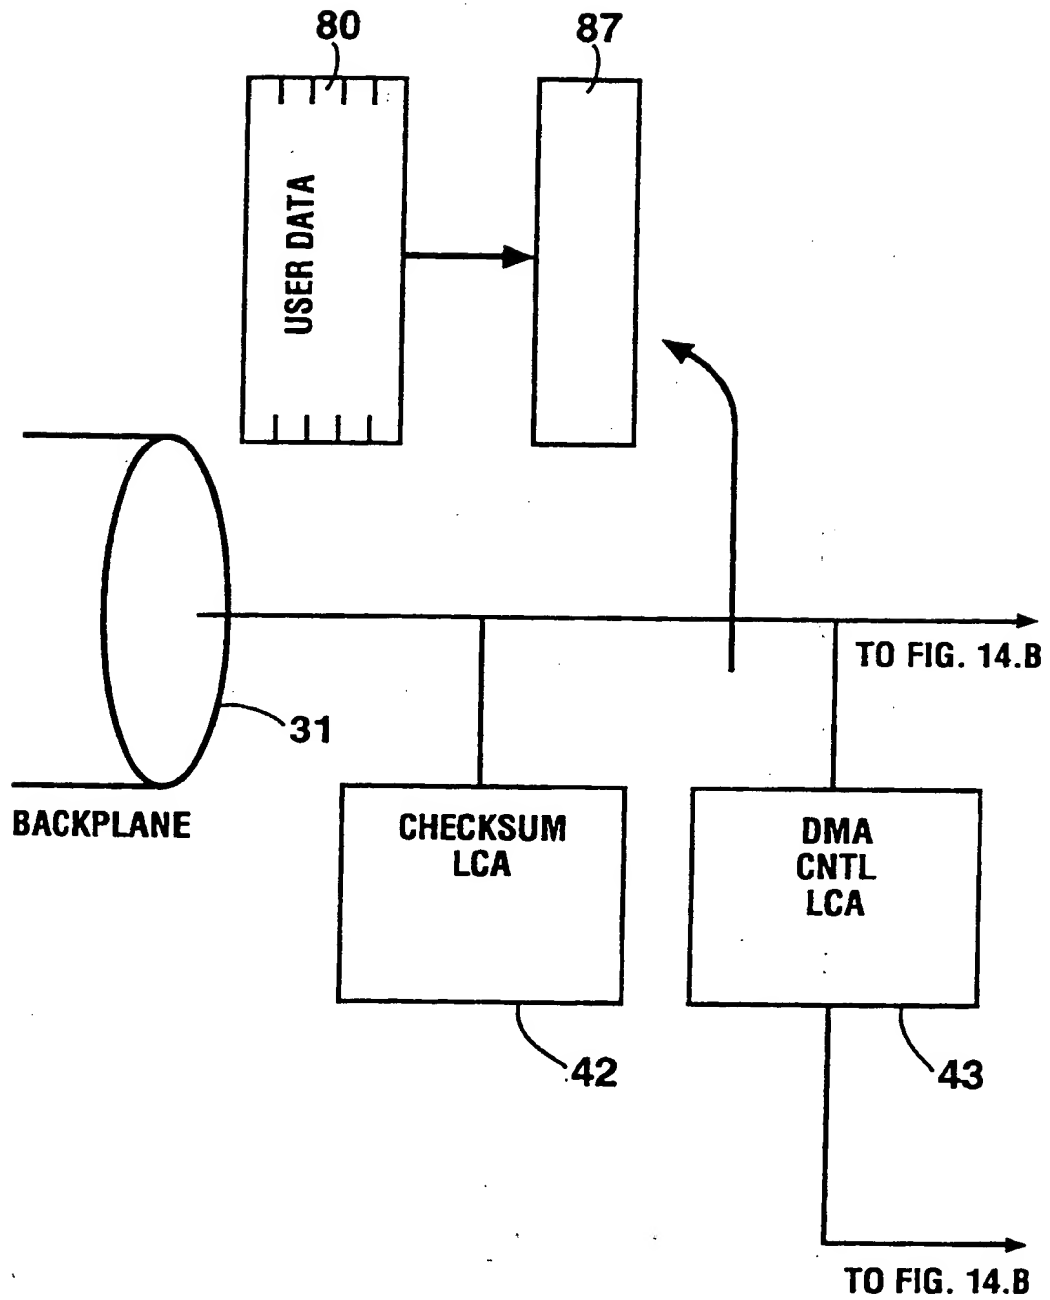 80
87
USER DATA
TO FIG. 14.B
31
BACKPLANE
CHECKSUM
LCA
DMA
CNTL
LCA
42
43
TO FIG. 14.B